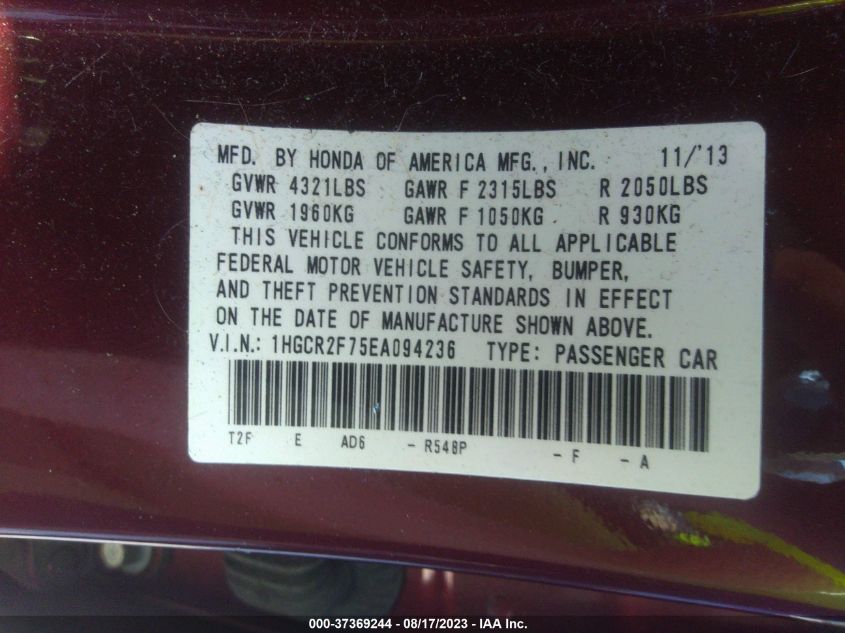 MFD. BY HONDA OF AMERICA MFG., INC. 11/'13
GVWR 4321LBS GAWR F 2315LBS R 2050LBS
GVWR 1960KG GAWR F 1050KG R 930KG
THIS VEHICLE CONFORMS TO ALL APPLICABLE
FEDERAL MOTOR VEHICLE SAFETY, BUMPER,
AND THEFT PREVENTION STANDARDS IN EFFECT
ON THE DATE OF MANUFACTURE SHOWN ABOVE.
V.I.N.: 1HGCR2F75EA094236 TYPE: PASSENGER CAR
T2F E AD6 - R548P - F - A
000-37369244 - 08/17/2023 - IAA Inc.